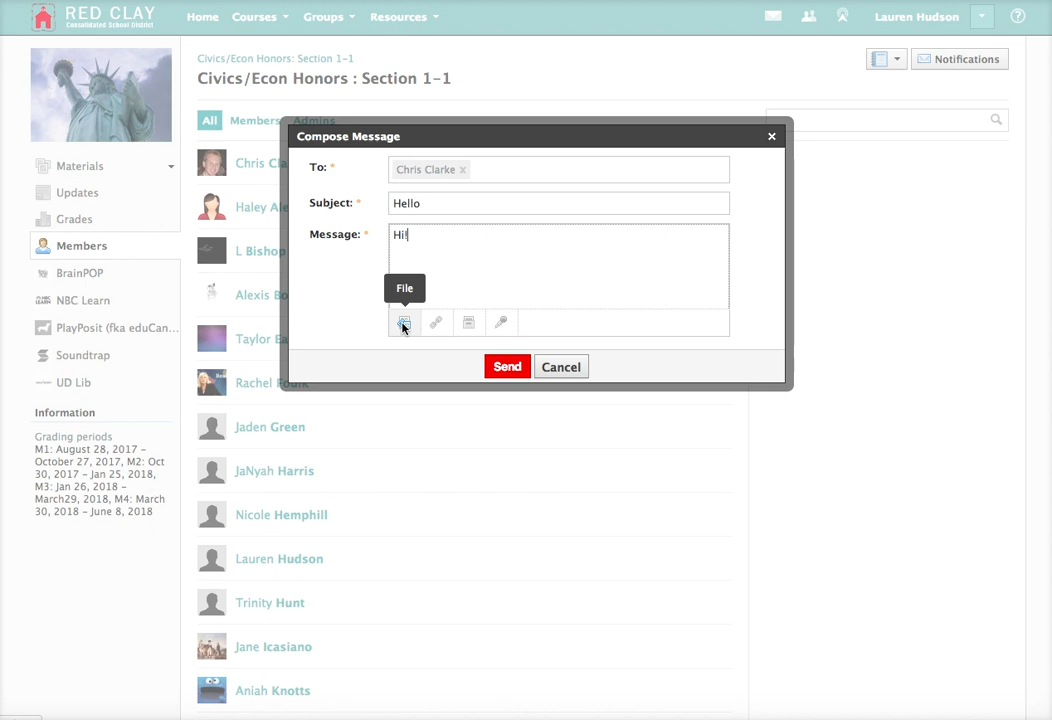 RED CLAY
Consolidated School District
Home Courses Groups Resources
Lauren Hudson
Civics/Econ Honors: Section 1-1
Civics/Econ Honors : Section 1-1
Notifications
All Members Admins
Materials
Updates
Grades
Members
BrainPOP
NBC Learn
PlayPosit (fka eduCan...
Soundtrap
UD Lib
Information
Grading periods
M1: August 28, 2017 -
October 27, 2017, M2: Oct
30, 2017 - Jan 25, 2018,
M3: Jan 26, 2018 -
March29, 2018, M4: March
30, 2018 - June 8, 2018
Compose Message
To: *
Chris Clarke x
Subject: *
Hello
Message: *
Hi!
File
Send
Cancel
Chris
Haley
L Bishop
Alexis
Taylor
Rachel
Jaden Green
JaNyah Harris
Nicole Hemphill
Lauren Hudson
Trinity Hunt
Jane Icasiano
Aniah Knotts